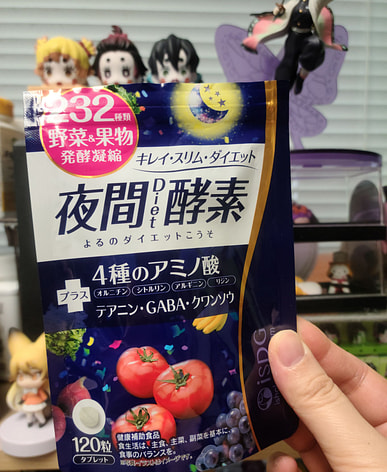 232種類
野菜&果物
発酵凝縮
キレイ・スリム・ダイエット
夜間Diet酵素
よるのダイエットこうそ
プラス 4種のアミノ酸
オルニチン シトルリン アルギニン リジン
テアニン・GABA・クワンソウ
iSDG
120粒
タブレット
健康補助食品
食生活は、主食、主菜、副菜を基本に、
食事のバランスを。